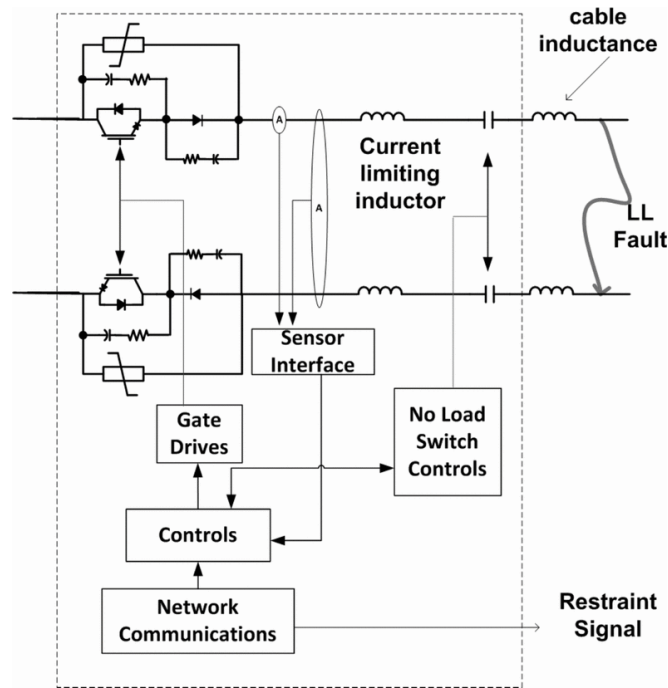 cable
inductance
A
A
Current
limiting
inductor
LL
Fault
Sensor
Interface
No Load
Switch
Controls
Gate
Drives
Controls
Network
Communications
Restraint
Signal